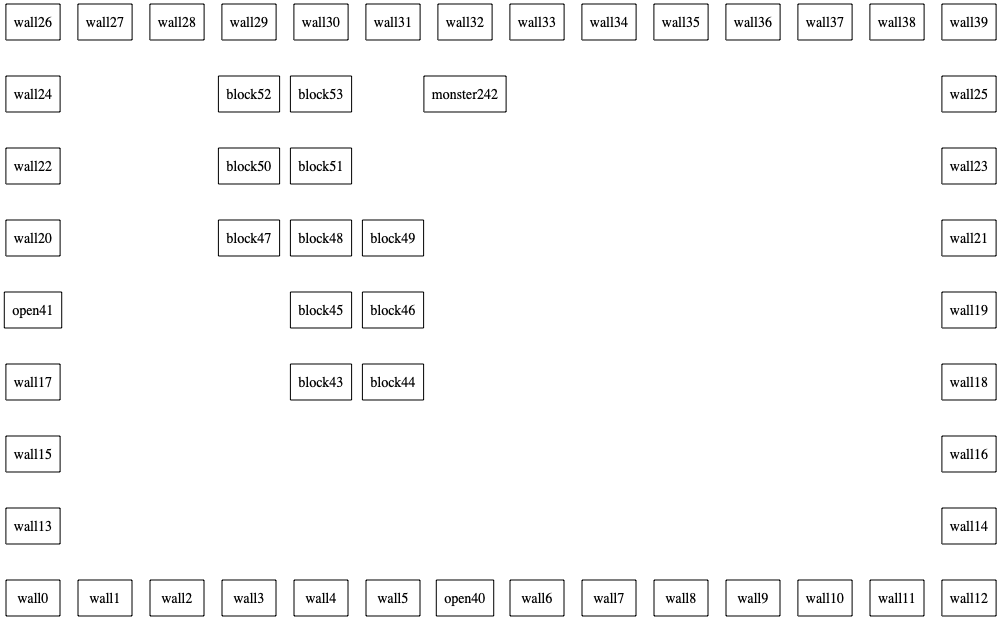 wall26 wall27 wall28 wall29 wall30 wall31 wall32 wall33 wall34 wall35 wall36 wall37 wall38 wall39
wall24 block52 block53 monster242 wall25
wall22 block50 block51 wall23
wall20 block47 block48 block49 wall21
open41 block45 block46 wall19
wall17 block43 block44 wall18
wall15 wall16
wall13 wall14
wall0 wall1 wall2 wall3 wall4 wall5 open40 wall6 wall7 wall8 wall9 wall10 wall11 wall12